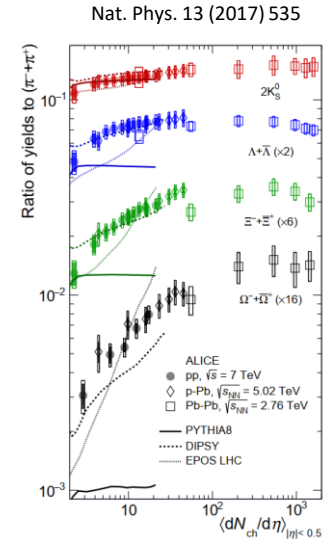 Nat. Phys. 13 (2017) 535
Ratio of yields to (π⁻+π⁺)
10⁻¹
2K⁰S
Λ+Λ̅ (×2)
Ξ⁻+Ξ̅⁺ (×6)
10⁻²
Ω⁻+Ω̅⁺ (×16)
ALICE
pp, √s = 7 TeV
p-Pb, √sNN = 5.02 TeV
Pb-Pb, √sNN = 2.76 TeV
PYTHIA8
DIPSY
EPOS LHC
10⁻³
10 10² 10³
⟨dNch/dη⟩|η| < 0.5